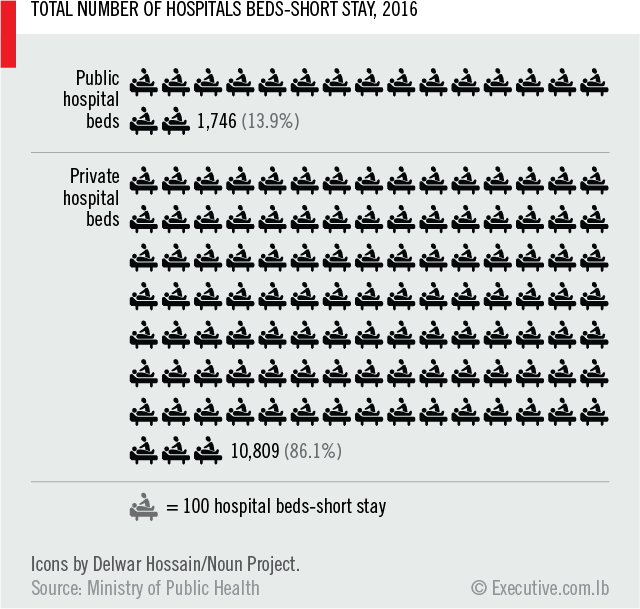 TOTAL NUMBER OF HOSPITALS BEDS-SHORT STAY, 2016
Public
hospital
beds
1,746 (13.9%)
Private
hospital
beds
10,809 (86.1%)
= 100 hospital beds-short stay
Icons by Delwar Hossain/Noun Project.
Source: Ministry of Public Health
© Executive.com.lb